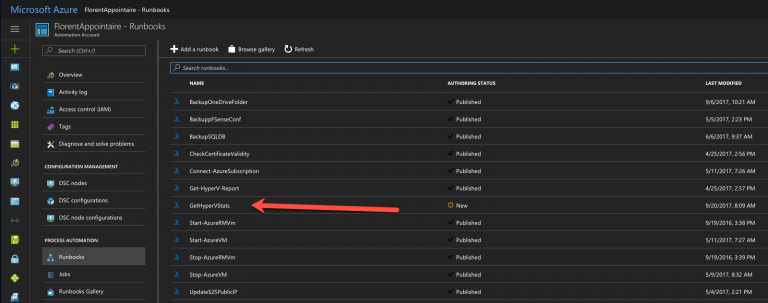 Microsoft Azure FlorentAppointaire - Runbooks
FlorentAppointaire - Runbooks
Automation Account
Search (Ctrl+/)
Overview
Activity log
Access control (IAM)
Tags
Diagnose and solve problems
CONFIGURATION MANAGEMENT
DSC nodes
DSC configurations
DSC node configurations
PROCESS AUTOMATION
Runbooks
Jobs
Runbooks Gallery
Add a runbook Browse gallery Refresh
Search runbooks...
NAME AUTHORING STATUS LAST MODIFIED
BackupOneDriveFolder Published 9/6/2017, 10:21 AM
BackuppFSenseConf Published 5/5/2017, 2:23 PM
BackupSQLDB Published 6/6/2017, 9:37 AM
CheckCertificateValidity Published 4/25/2017, 2:56 PM
Connect-AzureSubscription Published 5/11/2017, 7:26 AM
Get-HyperV-Report Published 4/25/2017, 2:57 PM
GetHyperVStats New 9/20/2017, 8:09 AM
Start-AzureRMVm Published 9/19/2016, 3:38 PM
Start-AzureVM Published 5/11/2017, 7:27 AM
Stop-AzureRMVm Published 9/19/2016, 3:39 PM
Stop-AzureVM Published 5/9/2017, 8:32 AM
UpdateS2SPublicIP Published 5/4/2017, 2:21 PM